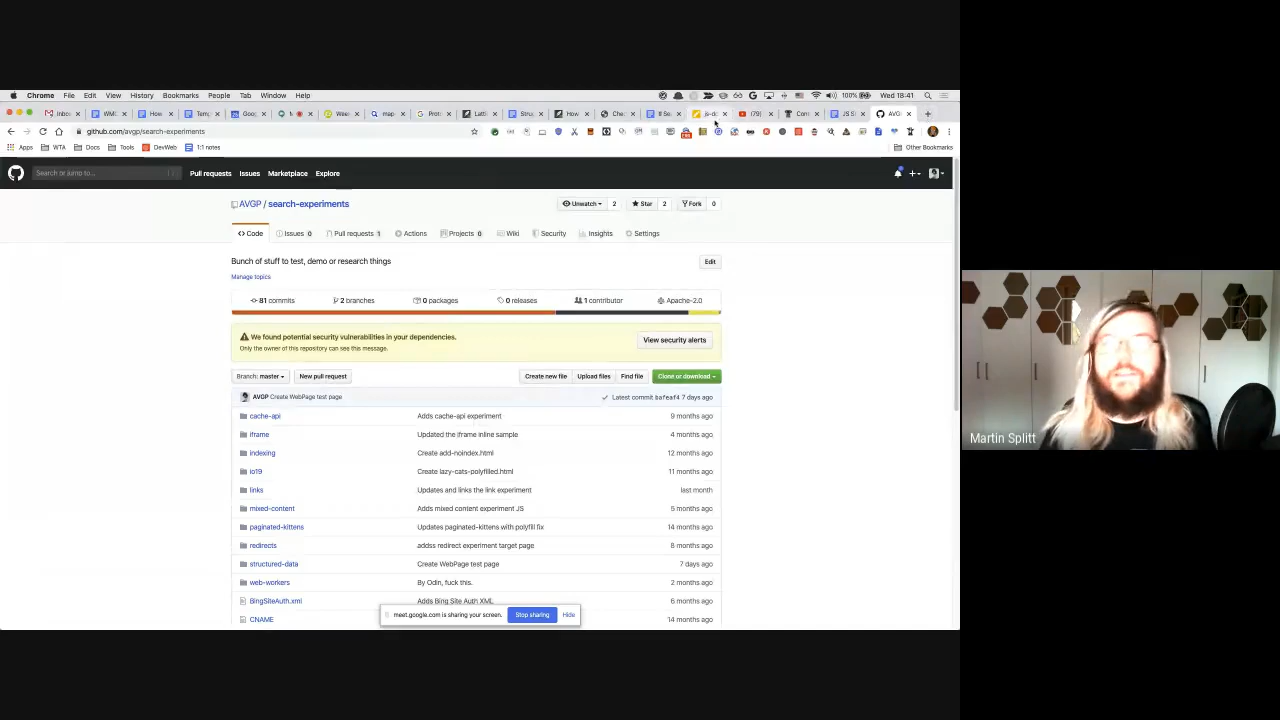 Chrome File Edit View History Bookmarks People Tab Window Help 100% Wed 18:41
github.com/avgp/search-experiments
Apps WTA Docs Tools DevWeb 1:1 notes Other Bookmarks
Search or jump to... / Pull requests Issues Marketplace Explore
AVGP / search-experiments Unwatch 2 Star 2 Fork 0
Code Issues 0 Pull requests 1 Actions Projects 0 Wiki Security Insights Settings
Bunch of stuff to test, demo or research things Edit
Manage topics
81 commits 2 branches 0 packages 0 releases 1 contributor Apache-2.0
We found potential security vulnerabilities in your dependencies.
Only the owner of this repository can see this message.
View security alerts
Branch: master New pull request Create new file Upload files Find file Clone or download
AVGP Create WebPage test page Latest commit bafeaf4 7 days ago
cache-api Adds cache-api experiment 9 months ago
iframe Updated the iframe inline sample 4 months ago
indexing Create add-noindex.html 12 months ago
io19 Create lazy-cats-polyfilled.html 11 months ago
links Updates and links the link experiment last month
mixed-content Adds mixed content experiment JS 5 months ago
paginated-kittens Updates paginated-kittens with polyfill fix 14 months ago
redirects addss redirect experiment target page 8 months ago
structured-data Create WebPage test page 7 days ago
web-workers By Odin, fuck this. 2 months ago
BingSiteAuth.xml Adds Bing Site Auth XML 6 months ago
meet.google.com is sharing your screen. Stop sharing Hide
CNAME 14 months ago
Martin Splitt